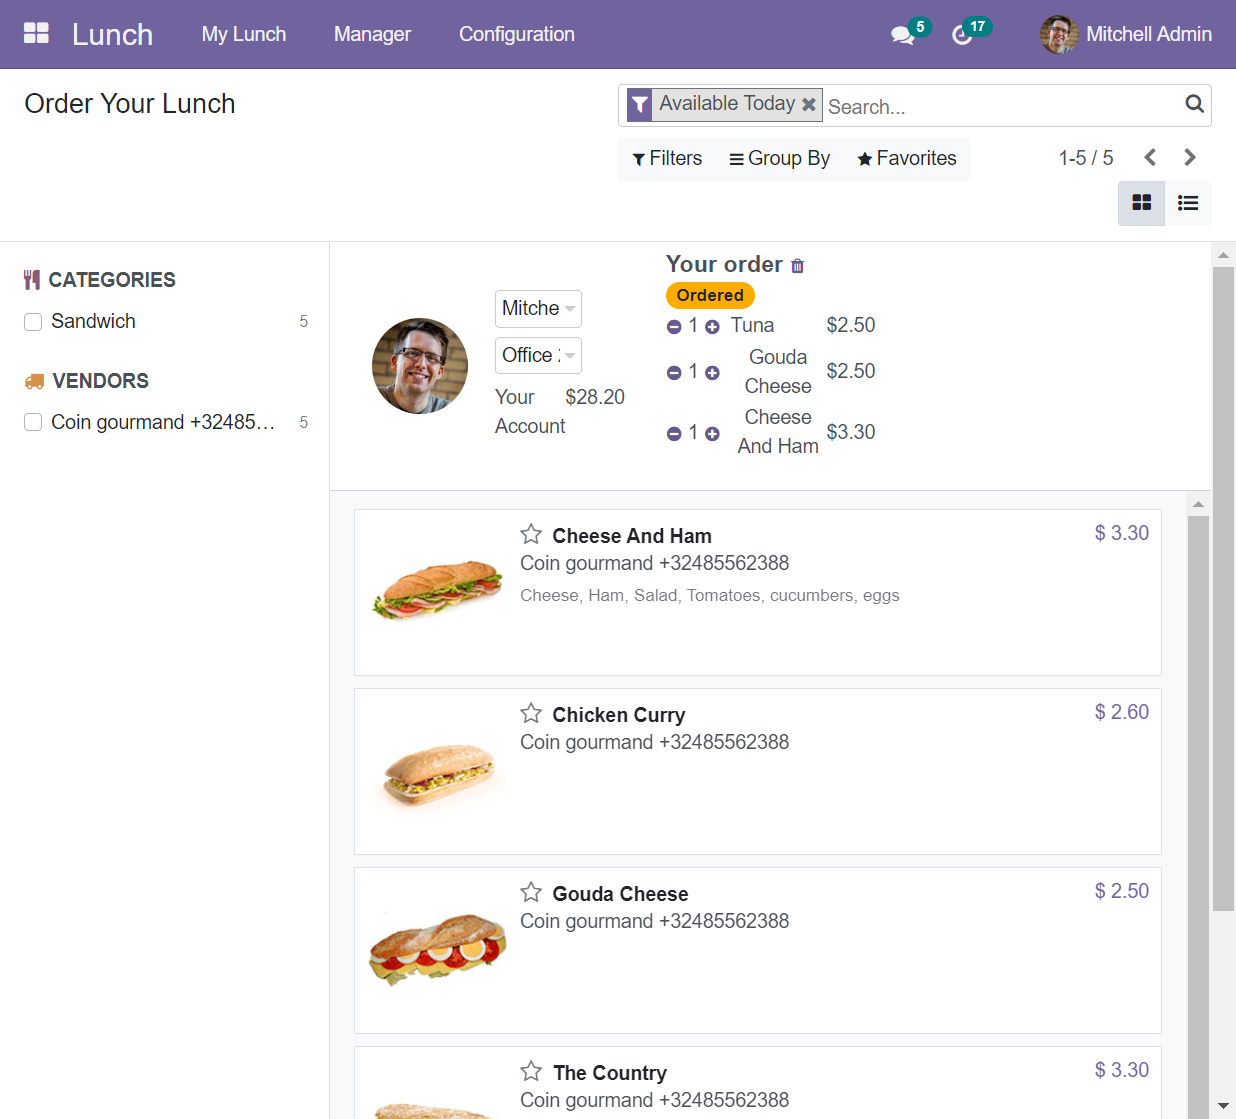 Lunch
My Lunch
Manager
Configuration
5
17
Mitchell Admin
Order Your Lunch
Available Today
Search...
Filters
Group By
Favorites
1-5 / 5
CATEGORIES
Sandwich 5
VENDORS
Coin gourmand +32485... 5
Mitche
Office
Your Account $28.20
Your order
Ordered
1 Tuna $2.50
1 Gouda Cheese $2.50
1 Cheese And Ham $3.30
Cheese And Ham $ 3.30
Coin gourmand +32485562388
Cheese, Ham, Salad, Tomatoes, cucumbers, eggs
Chicken Curry $ 2.60
Coin gourmand +32485562388
Gouda Cheese $ 2.50
Coin gourmand +32485562388
The Country $ 3.30
Coin gourmand +32485562388